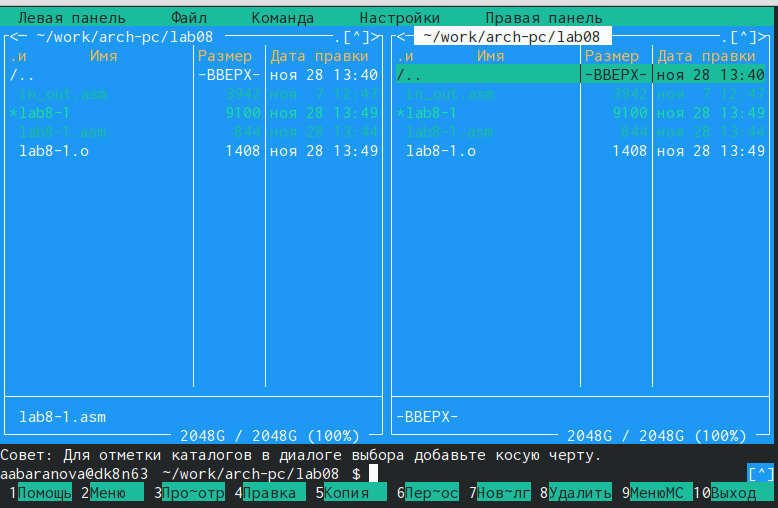 Левая панель Файл Команда Настройки Правая панель
<─ ~/work/arch-pc/lab08 ─.[^]> <─ ~/work/arch-pc/lab08 ─.[^]>
.и Имя Размер Дата правки .и Имя Размер Дата правки
/.. -ВВЕРХ- ноя 28 13:40 /.. -ВВЕРХ- ноя 28 13:40
in_out.asm 3942 ноя 7 12:47 in_out.asm 3942 ноя 7 12:47
*lab8-1 9100 ноя 28 13:49 *lab8-1 9100 ноя 28 13:49
lab8-1.asm 844 ноя 28 13:44 lab8-1.asm 844 ноя 28 13:44
lab8-1.o 1408 ноя 28 13:49 lab8-1.o 1408 ноя 28 13:49
lab8-1.asm -ВВЕРХ-
2048G / 2048G (100%) 2048G / 2048G (100%)
Совет: Для отметки каталогов в диалоге выбора добавьте косую черту.
aabaranova@dk8n63 ~/work/arch-pc/lab08 $ [^]
1Помощь 2Меню 3Про~отр 4Правка 5Копия 6Пер~ос 7Нов~лг 8Удалить 9МенюMC 10Выход